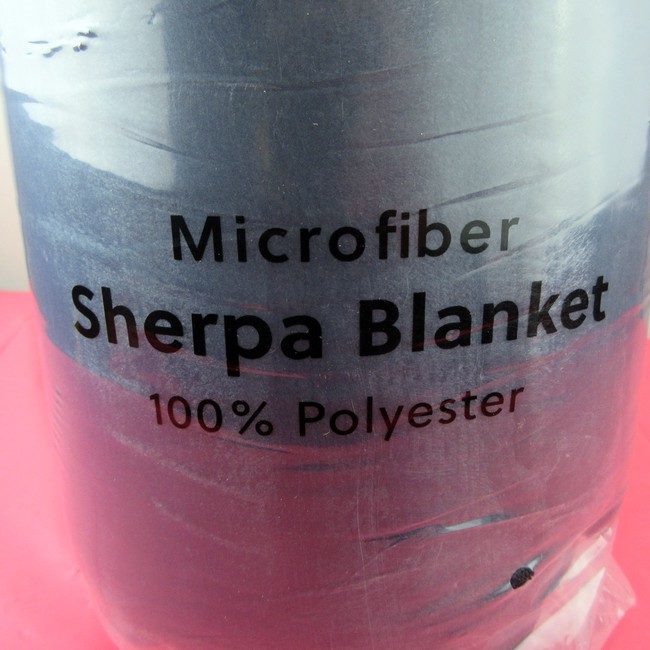 Microfiber
Sherpa Blanket
100% Polyester